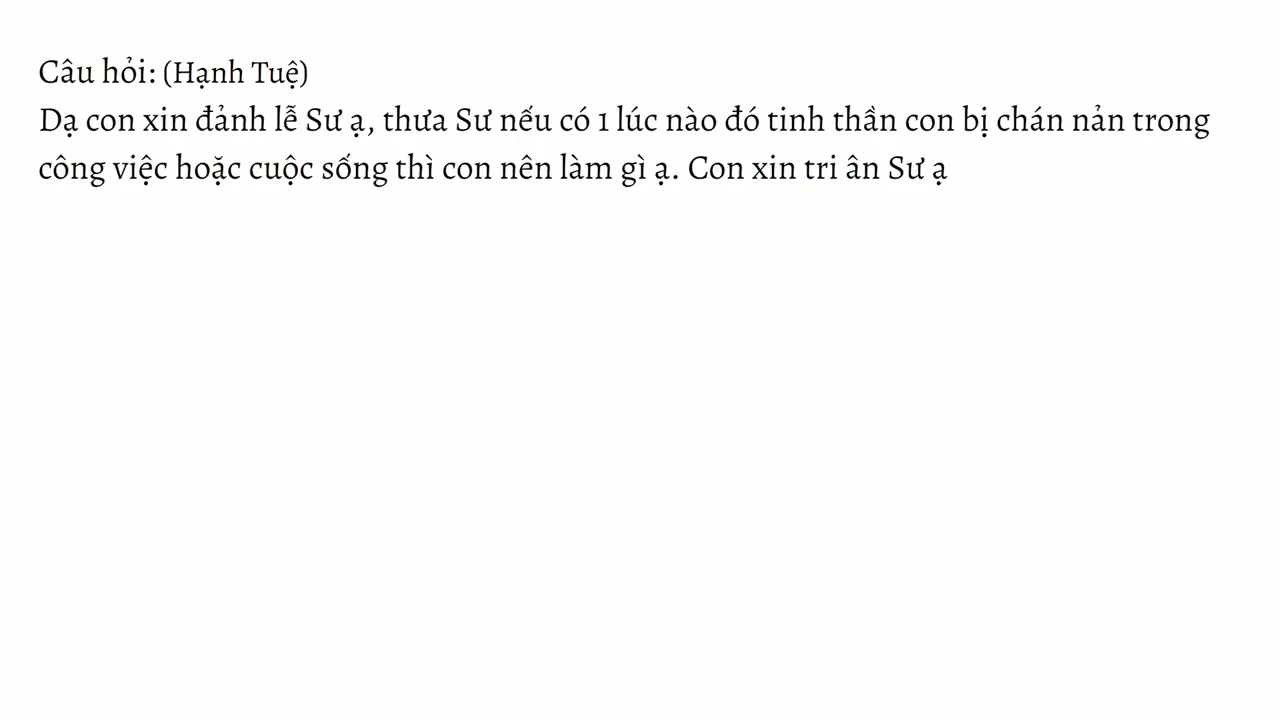 Câu hỏi: (Hạnh Tuệ)
Dạ con xin đảnh lễ Sư ạ, thưa Sư nếu có 1 lúc nào đó tinh thần con bị chán nản trong
công việc hoặc cuộc sống thì con nên làm gì ạ. Con xin tri ân Sư ạ